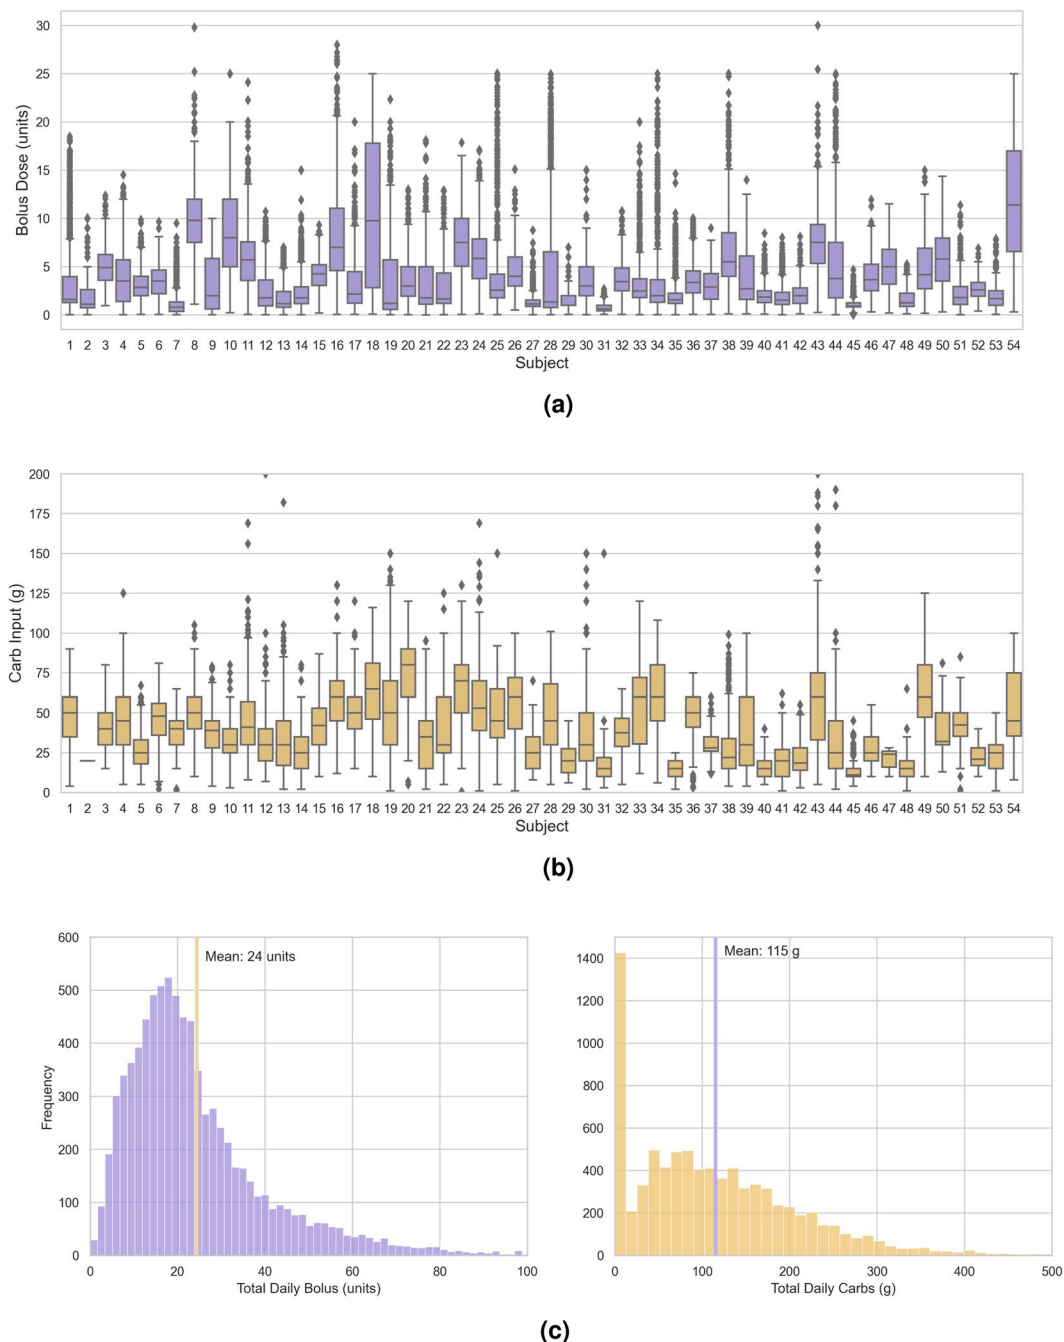 30
25
20
15
10
5
0
Bolus Dose (units)
1 2 3 4 5 6 7 8 9 10 11 12 13 14 15 16 17 18 19 20 21 22 23 24 25 26 27 28 29 30 31 32 33 34 35 36 37 38 39 40 41 42 43 44 45 46 47 48 49 50 51 52 53 54
Subject
(a)
200
175
150
125
100
75
50
25
0
Carb Input (g)
1 2 3 4 5 6 7 8 9 10 11 12 13 14 15 16 17 18 19 20 21 22 23 24 25 26 27 28 29 30 31 32 33 34 35 36 37 38 39 40 41 42 43 44 45 46 47 48 49 50 51 52 53 54
Subject
(b)
600
500
400
300
200
100
0
Frequency
Mean: 24 units
0 20 40 60 80 100
Total Daily Bolus (units)
1400
1200
1000
800
600
400
200
0
Mean: 115 g
0 100 200 300 400 500
Total Daily Carbs (g)
(c)